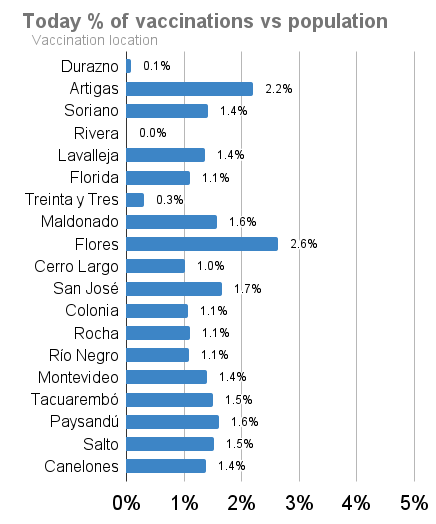 Today % of vaccinations vs population
Vaccination location
Durazno 0.1%
Artigas 2.2%
Soriano 1.4%
Rivera 0.0%
Lavalleja 1.4%
Florida 1.1%
Treinta y Tres 0.3%
Maldonado 1.6%
Flores 2.6%
Cerro Largo 1.0%
San José 1.7%
Colonia 1.1%
Rocha 1.1%
Río Negro 1.1%
Montevideo 1.4%
Tacuarembó 1.5%
Paysandú 1.6%
Salto 1.5%
Canelones 1.4%
0% 1% 2% 3% 4% 5%